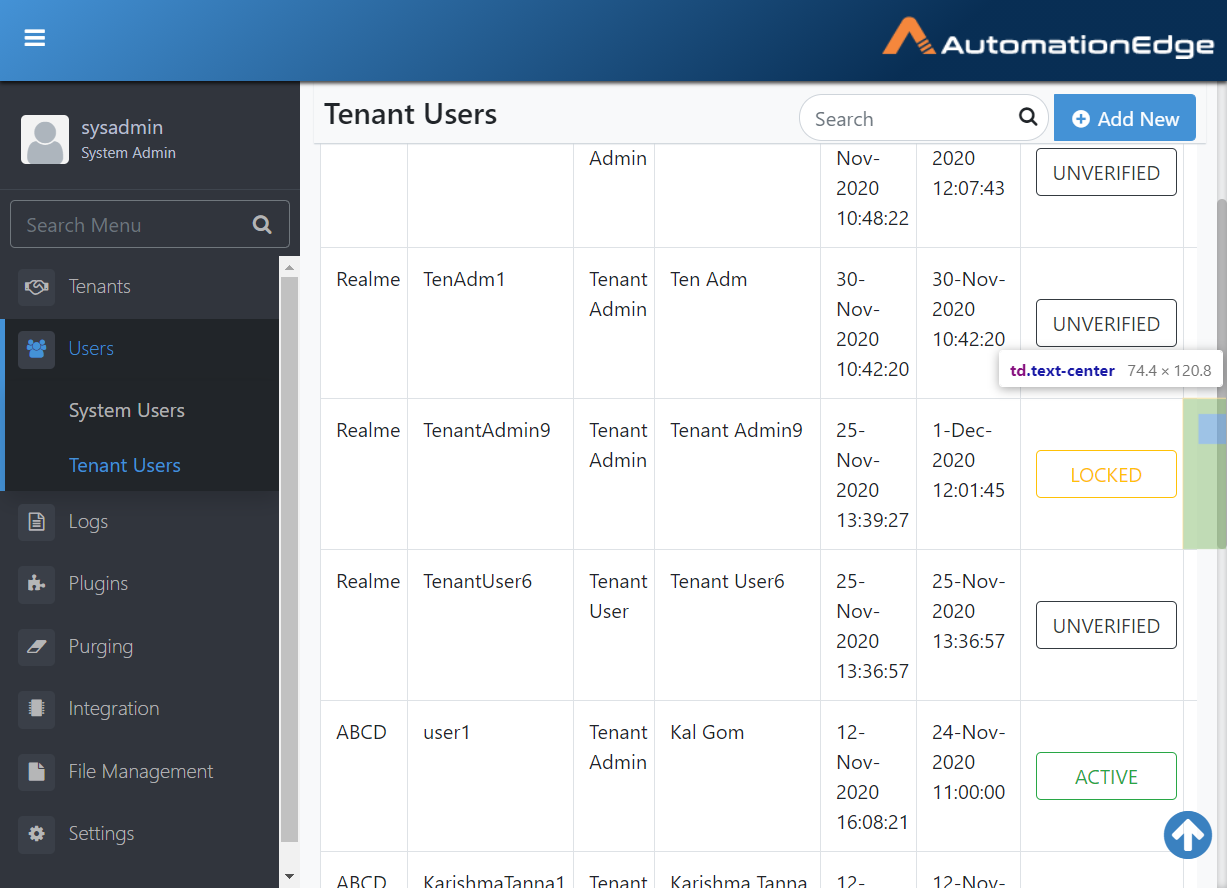 AutomationEdge
sysadmin
System Admin
Search Menu
Tenants
Users
System Users
Tenant Users
Logs
Plugins
Purging
Integration
File Management
Settings
Tenant Users
Search
Add New
Admin
Nov-
2020
10:48:22
2020
12:07:43
UNVERIFIED
Realme
TenAdm1
Tenant
Admin
Ten Adm
30-
Nov-
2020
10:42:20
30-Nov-
2020
10:42:20
UNVERIFIED
td.text-center 74.4 × 120.8
Realme
TenantAdmin9
Tenant
Admin
Tenant Admin9
25-
Nov-
2020
13:39:27
1-Dec-
2020
12:01:45
LOCKED
Realme
TenantUser6
Tenant
User
Tenant User6
25-
Nov-
2020
13:36:57
25-Nov-
2020
13:36:57
UNVERIFIED
ABCD
user1
Tenant
Admin
Kal Gom
12-
Nov-
2020
16:08:21
24-Nov-
2020
11:00:00
ACTIVE
ABCD
KarishmaTanna1
Tenant
Karishma Tanna
12-
12-Nov-